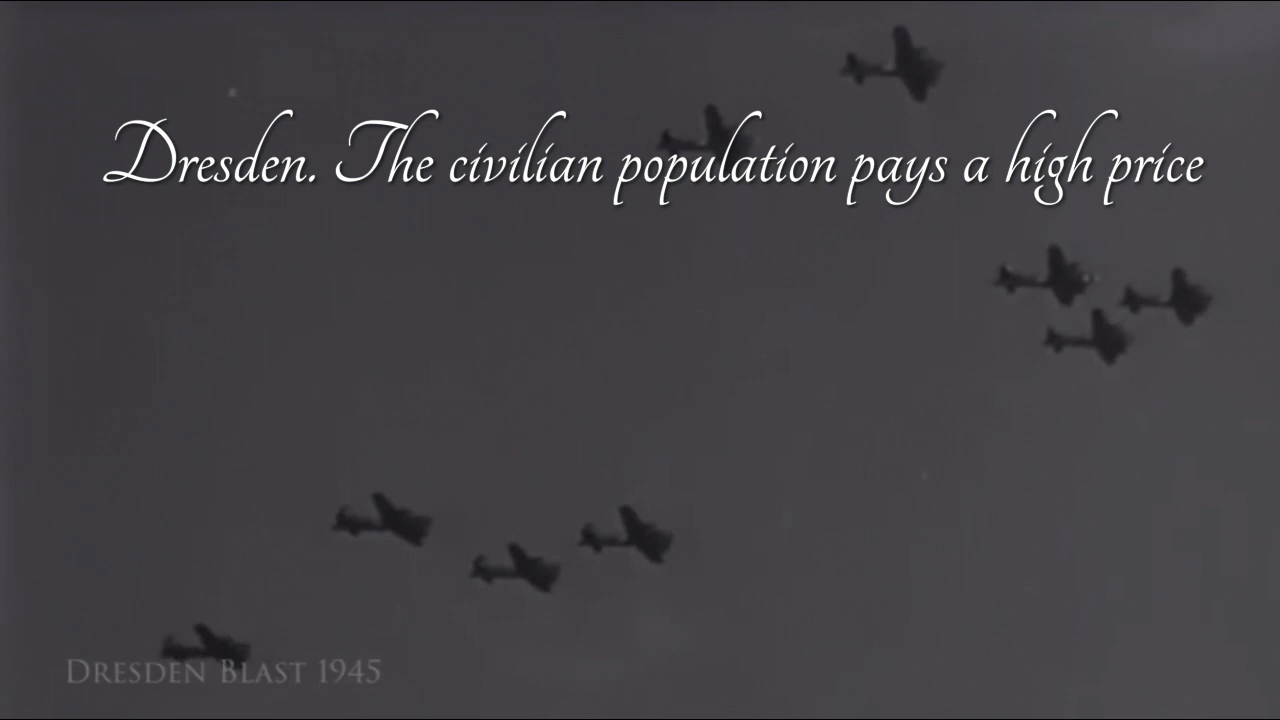 Dresden. The civilian population pays a high price
Dresden Blast 1945